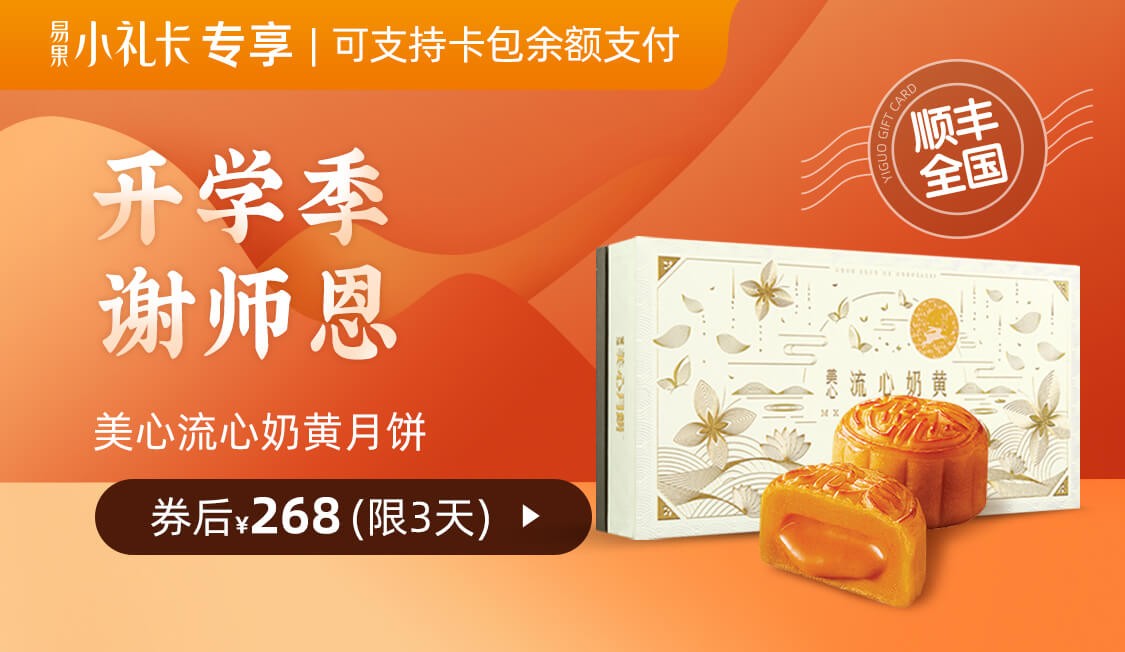 易果 小礼卡 专享 | 可支持卡包余额支付
YIGUO GIFT CARD
顺丰
全国
开学季
谢师恩
美心 流心奶黄
美心流心奶黄月饼
券后¥268(限3天)